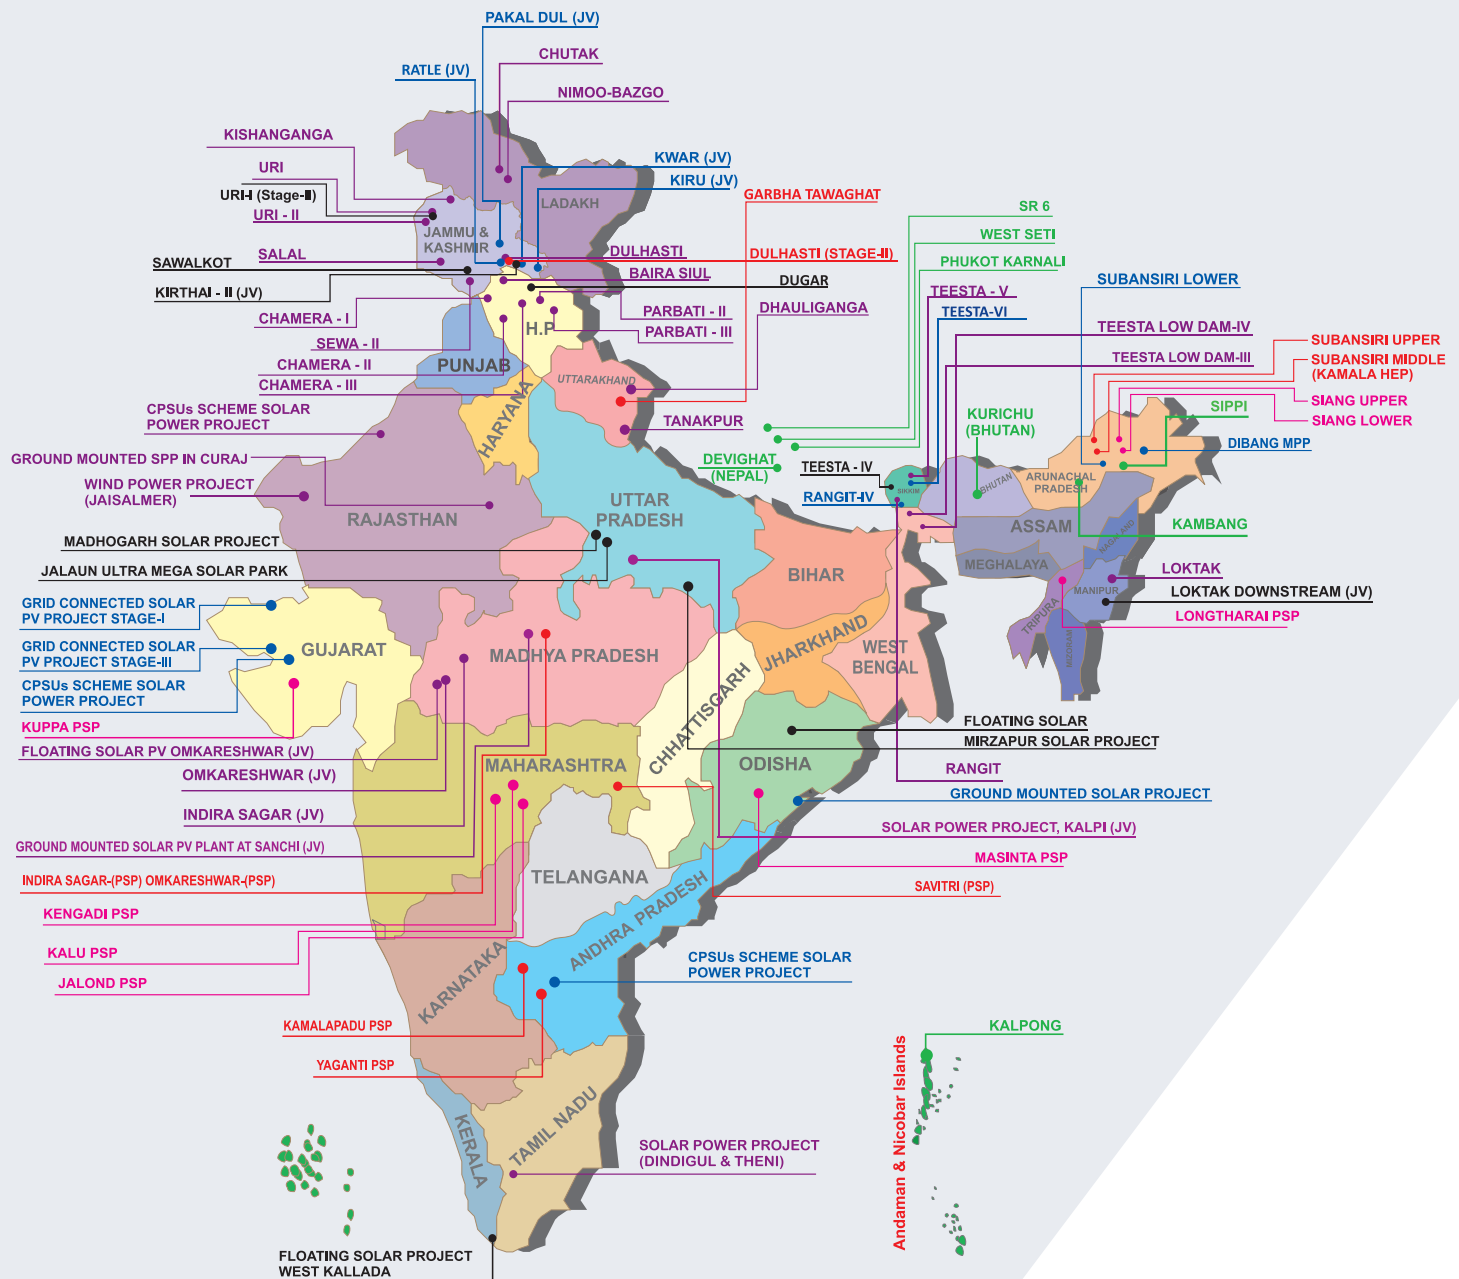 PAKAL DUL (JV)
CHUTAK
RATLE (JV)
NIMOO-BAZGO
KISHANGANGA
KWAR (JV)
URI
KIRU (JV)
URI-I (Stage-II)
GARBHA TAWAGHAT
LADAKH
SR 6
URI - II
JAMMU &
KASHMIR
WEST SETI
SALAL
DULHASTI
DULHASTI (STAGE-II)
PHUKOT KARNALI
SAWALKOT
BAIRA SIUL
DUGAR
SUBANSIRI LOWER
KIRTHAI - II (JV)
TEESTA - V
DHAULIGANGA
PARBATI - II
TEESTA-VI
CHAMERA - I
H.P
PARBATI - III
TEESTA LOW DAM-IV
SUBANSIRI UPPER
SEWA - II
TEESTA LOW DAM-III
SUBANSIRI MIDDLE
(KAMALA HEP)
CHAMERA - II
PUNJAB
UTTARAKHAND
CHAMERA - III
HARYANA
SIANG UPPER
SIPPI
SIANG LOWER
CPSUs SCHEME SOLAR
POWER PROJECT
TANAKPUR
KURICHU
(BHUTAN)
DIBANG MPP
GROUND MOUNTED SPP IN CURAJ
DEVIGHAT
(NEPAL)
TEESTA - IV
WIND POWER PROJECT
(JAISALMER)
SIKKIM
BHUTAN
ARUNACHAL
PRADESH
RANGIT-IV
RAJASTHAN
UTTAR
PRADESH
ASSAM
NAGALAND
KAMBANG
MADHOGARH SOLAR PROJECT
JALAUN ULTRA MEGA SOLAR PARK
BIHAR
MEGHALAYA
LOKTAK
MANIPUR
LOKTAK DOWNSTREAM (JV)
GRID CONNECTED SOLAR
PV PROJECT STAGE-I
TRIPURA
LONGTHARAI PSP
MIZORAM
GRID CONNECTED SOLAR
PV PROJECT STAGE-III
GUJARAT
MADHYA PRADESH
JHARKHAND
WEST
BENGAL
CPSUs SCHEME SOLAR
POWER PROJECT
KUPPA PSP
CHHATTISGARH
FLOATING SOLAR
MIRZAPUR SOLAR PROJECT
FLOATING SOLAR PV OMKARESHWAR (JV)
MAHARASHTRA
ODISHA
RANGIT
OMKARESHWAR (JV)
GROUND MOUNTED SOLAR PROJECT
INDIRA SAGAR (JV)
SOLAR POWER PROJECT, KALPI (JV)
GROUND MOUNTED SOLAR PV PLANT AT SANCHI (JV)
MASINTA PSP
INDIRA SAGAR-(PSP) OMKARESHWAR-(PSP)
TELANGANA
SAVITRI (PSP)
KENGADI PSP
ANDHRA PRADESH
KALU PSP
KARNATAKA
CPSUs SCHEME SOLAR
POWER PROJECT
JALOND PSP
KAMALAPADU PSP
KALPONG
YAGANTI PSP
Andaman & Nicobar Islands
KERALA
TAMIL NADU
SOLAR POWER PROJECT
(DINDIGUL & THENI)
FLOATING SOLAR PROJECT
WEST KALLADA